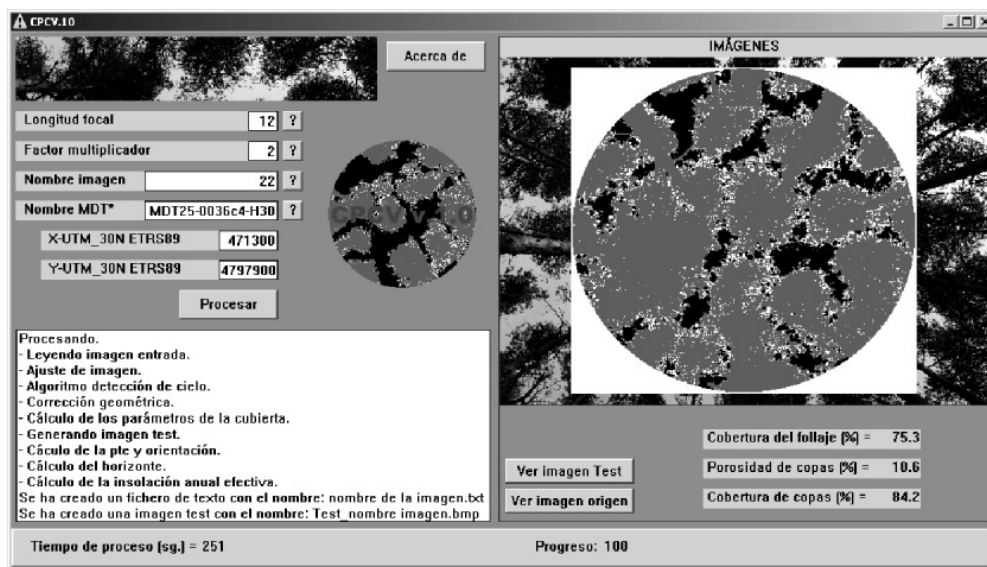 CPCV.10
Acerca de
Longitud focal 12 ?
Factor multiplicador 2 ?
Nombre imagen 22 ?
Nombre MDT* MDT25-0036c4-H30 ?
X-UTM_30N ETRS89 471300
Y-UTM_30N ETRS89 4797900
Procesar
CPCV V1.0
Procesando.
- Leyendo imagen entrada.
- Ajuste de imagen.
- Algoritmo detección de cielo.
- Corrección geométrica.
- Cálculo de los parámetros de la cubierta.
- Generando imagen test.
- Cáculo de la pte y orientación.
- Cálculo del horizonte.
- Cálculo de la insolación anual efectiva.
Se ha creado un fichero de texto con el nombre: nombre de la imagen.txt
Se ha creado una imagen test con el nombre: Test_nombre imagen.bmp
IMÁGENES
Ver imagen Test
Ver imagen origen
Cobertura del follaje (%) = 75.3
Porosidad de copas (%) = 10.6
Cobertura de copas (%) = 84.2
Tiempo de proceso (sg.) = 251
Progreso: 100